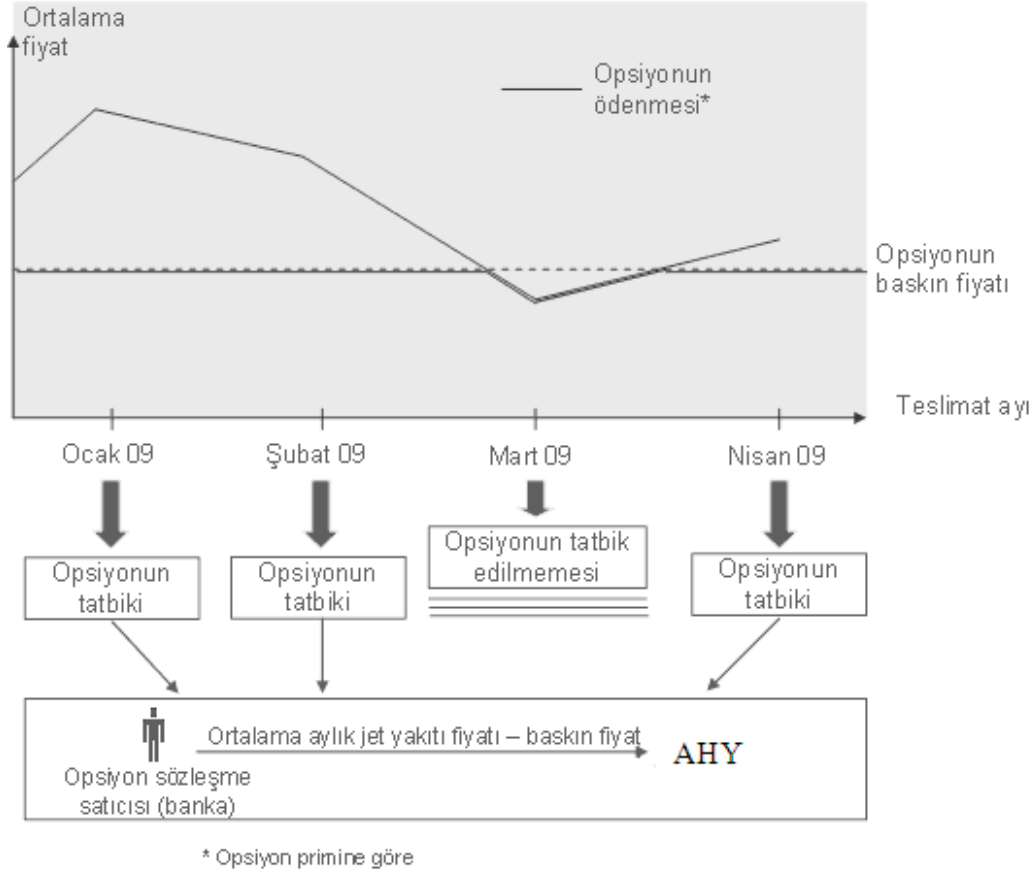 Ortalama
fiyat
Opsiyonun
ödenmesi*
Opsiyonun
baskın fiyatı
Teslimat ayı
Ocak 09
Şubat 09
Mart 09
Nisan 09
Opsiyonun
tatbiki
Opsiyonun
tatbiki
Opsiyonun tatbik
edilmemesi
Opsiyonun
tatbiki
Ortalama aylık jet yakıtı fiyatı – baskın fiyat
AHY
Opsiyon sözleşme
satıcısı (banka)
* Opsiyon primine göre